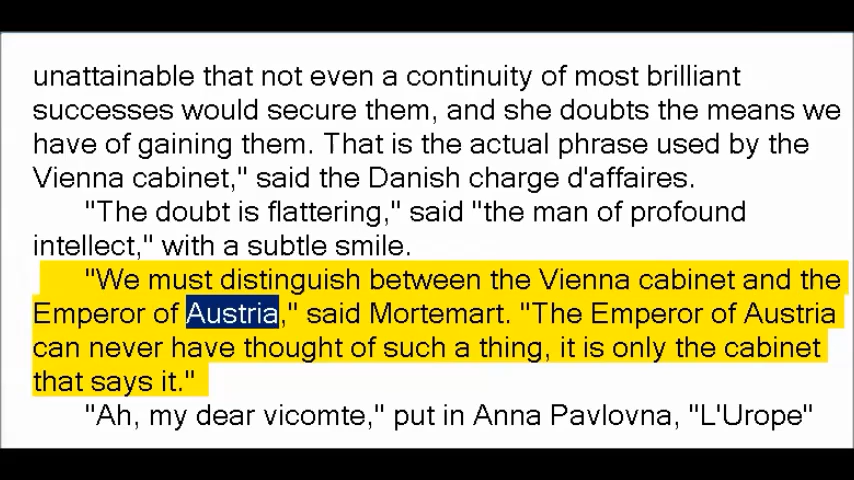 unattainable that not even a continuity of most brilliant
successes would secure them, and she doubts the means we
have of gaining them. That is the actual phrase used by the
Vienna cabinet," said the Danish charge d'affaires.
"The doubt is flattering," said "the man of profound
intellect," with a subtle smile.
"We must distinguish between the Vienna cabinet and the
Emperor of Austria," said Mortemart. "The Emperor of Austria
can never have thought of such a thing, it is only the cabinet
that says it."
"Ah, my dear vicomte," put in Anna Pavlovna, "L'Urope"